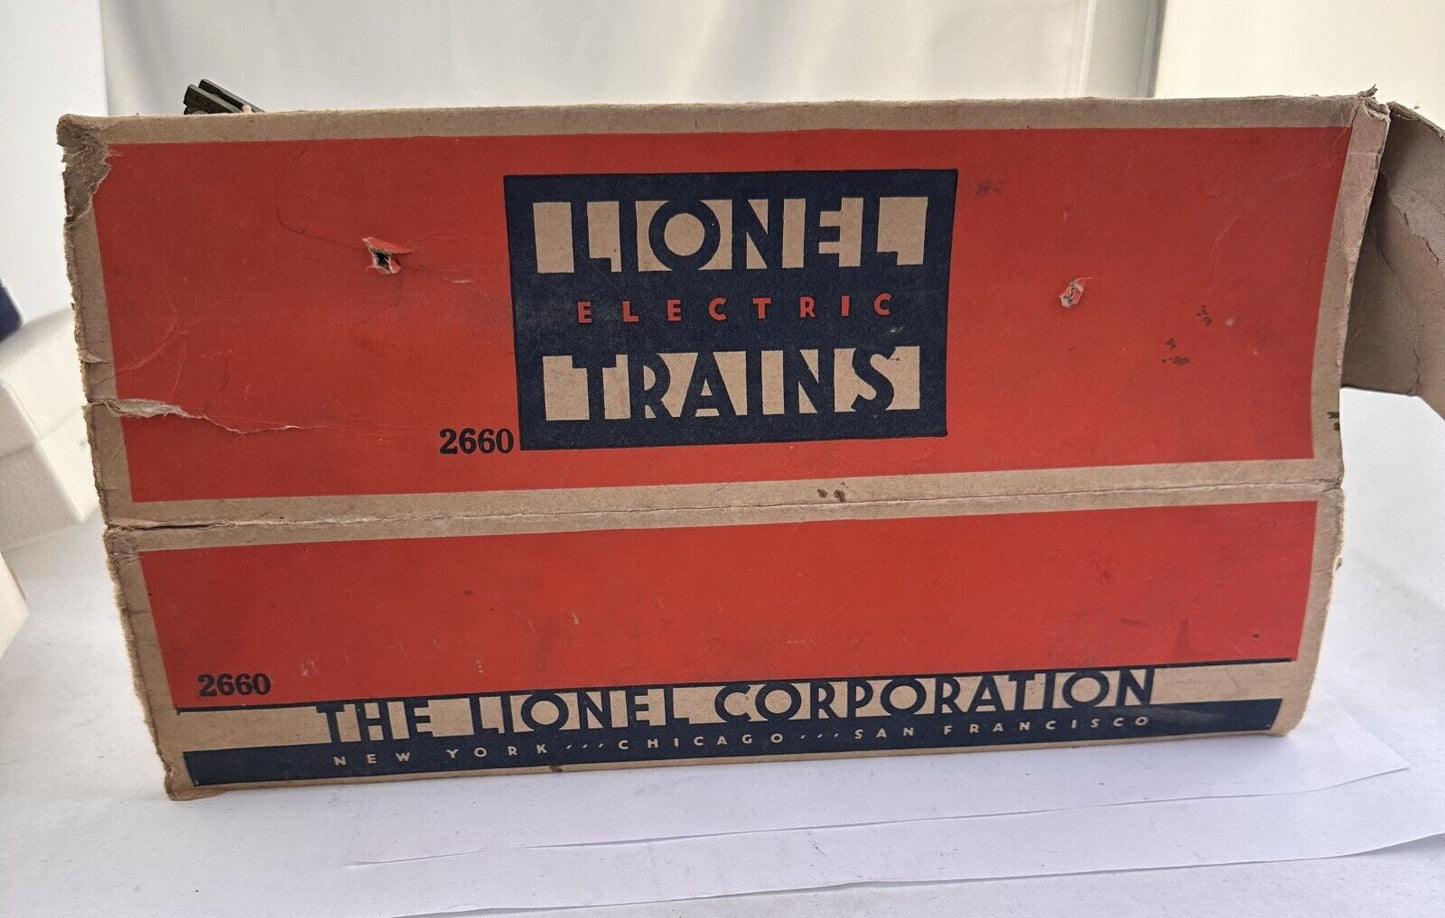 LIONEL
ELECTRIC
TRAINS
2660
2660
THE LIONEL CORPORATION
NEW YORK ··· CHICAGO ··· SAN FRANCISCO